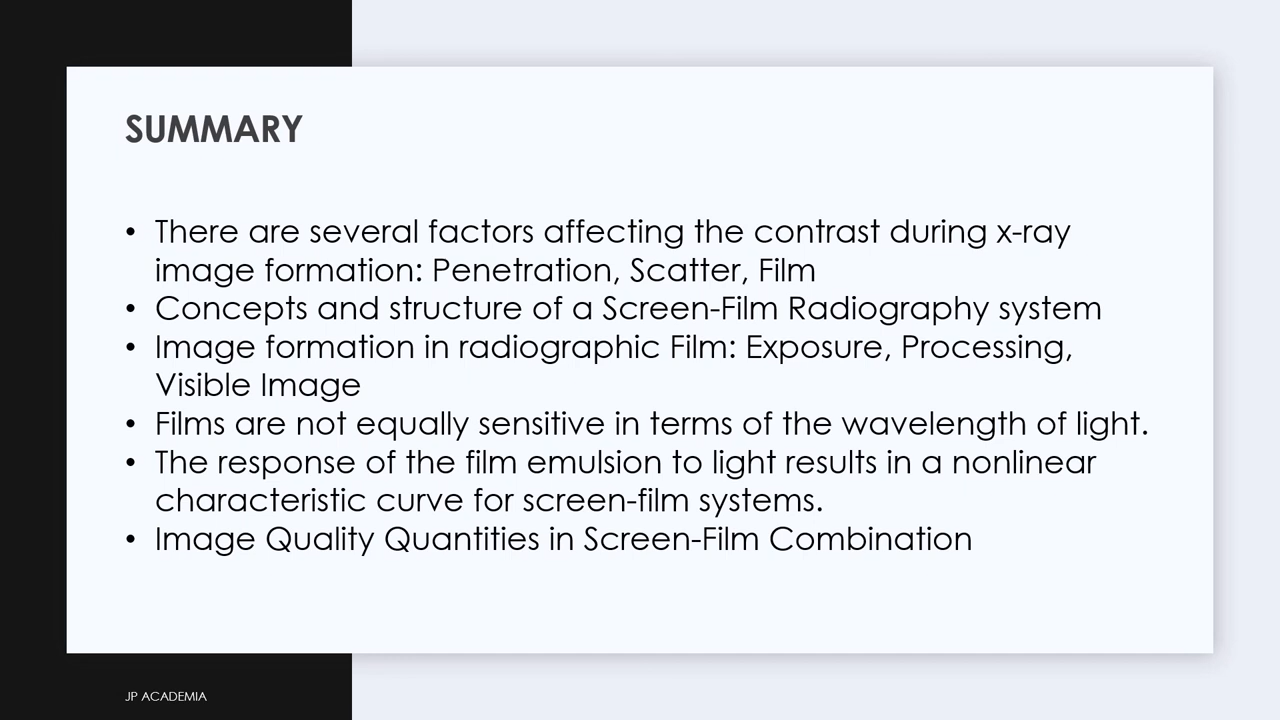 SUMMARY
• There are several factors affecting the contrast during x-ray
image formation: Penetration, Scatter, Film
• Concepts and structure of a Screen-Film Radiography system
• Image formation in radiographic Film: Exposure, Processing,
Visible Image
• Films are not equally sensitive in terms of the wavelength of light.
• The response of the film emulsion to light results in a nonlinear
characteristic curve for screen-film systems.
• Image Quality Quantities in Screen-Film Combination
JP ACADEMIA